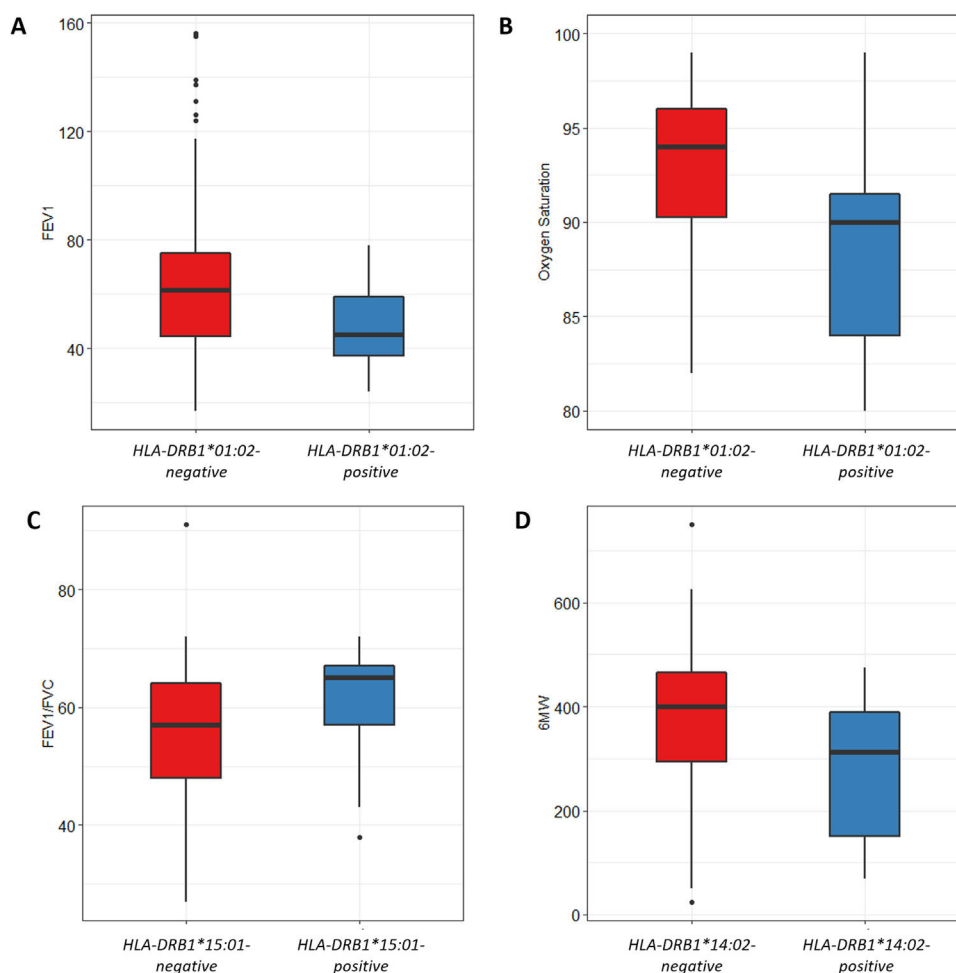 A
FEV1
160
120
80
40
HLA-DRB1*01:02-
negative
HLA-DRB1*01:02-
positive
B
Oxygen Saturation
100
95
90
85
80
HLA-DRB1*01:02-
negative
HLA-DRB1*01:02-
positive
C
FEV1/FVC
80
60
40
HLA-DRB1*15:01-
negative
HLA-DRB1*15:01-
positive
D
6MW
600
400
200
0
HLA-DRB1*14:02-
negative
HLA-DRB1*14:02-
positive